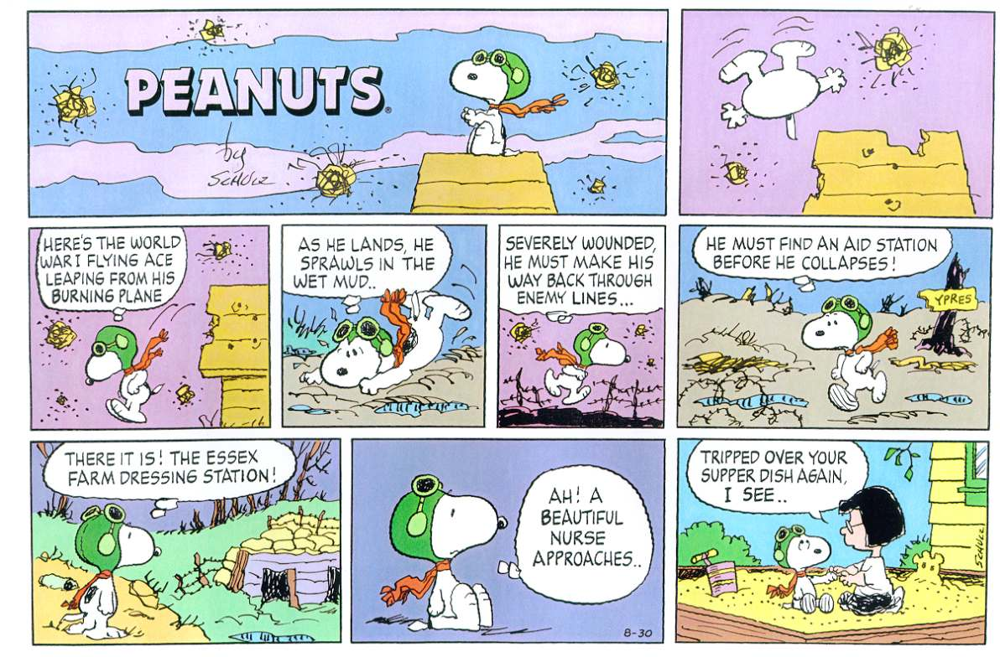 PEANUTS
®
by
SCHULZ
HERE'S THE WORLD
WAR I FLYING ACE
LEAPING FROM HIS
BURNING PLANE
AS HE LANDS, HE
SPRAWLS IN THE
WET MUD..
SEVERELY WOUNDED,
HE MUST MAKE HIS
WAY BACK THROUGH
ENEMY LINES...
HE MUST FIND AN AID STATION
BEFORE HE COLLAPSES!
YPRES
THERE IT IS! THE ESSEX
FARM DRESSING STATION!
AH! A
BEAUTIFUL
NURSE
APPROACHES..
8-30
TRIPPED OVER YOUR
SUPPER DISH AGAIN,
I SEE..
SCHULZ